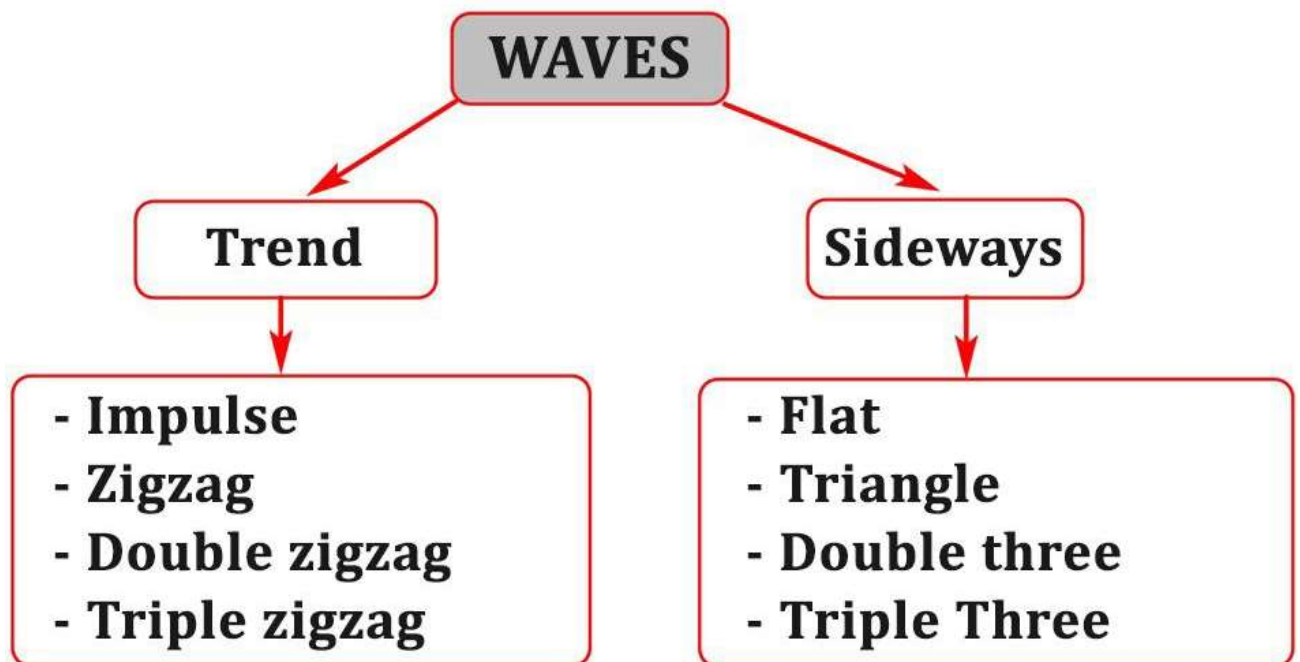 WAVES
Trend
Sideways
- Impulse
- Zigzag
- Double zigzag
- Triple zigzag
- Flat
- Triangle
- Double three
- Triple Three